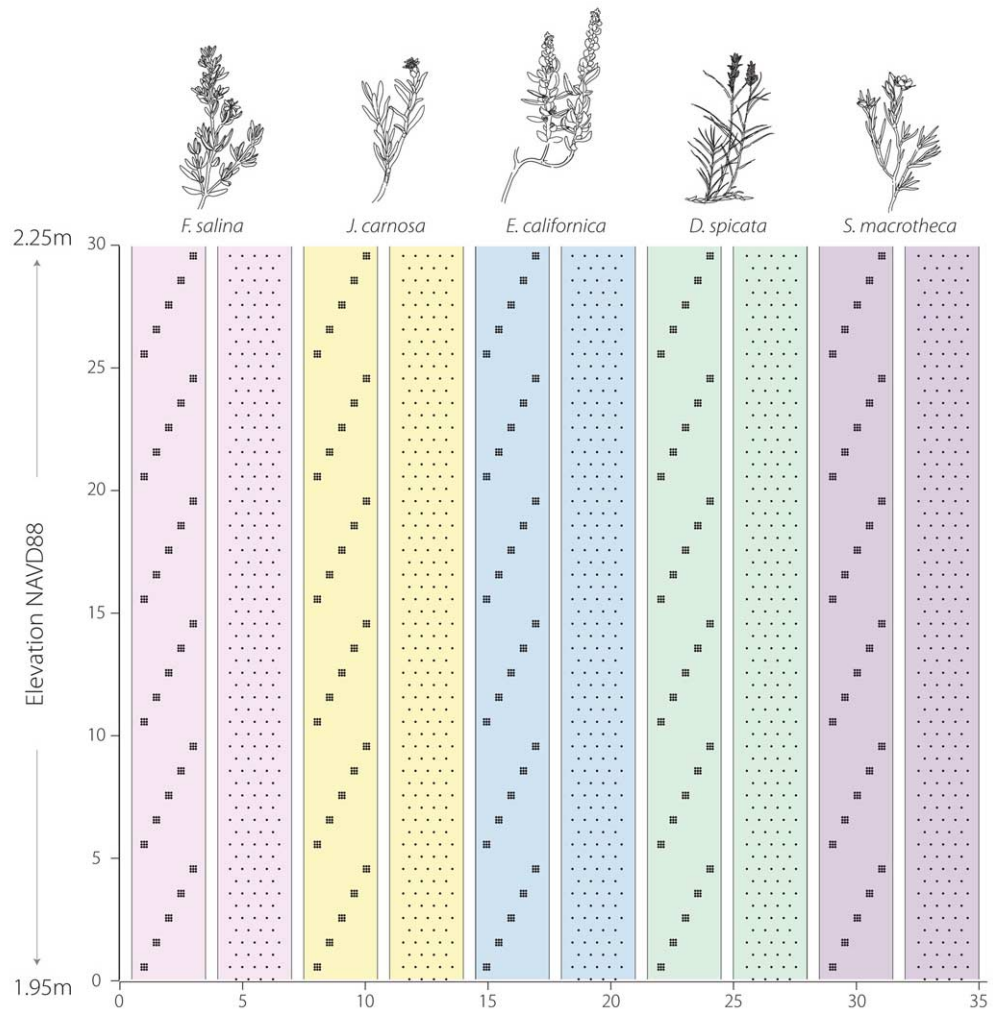 F. salina J. carnosa E. californica D. spicata S. macrotheca
2.25m
30
25
20
Elevation NAVD88
15
10
5
0
1.95m
0 5 10 15 20 25 30 35